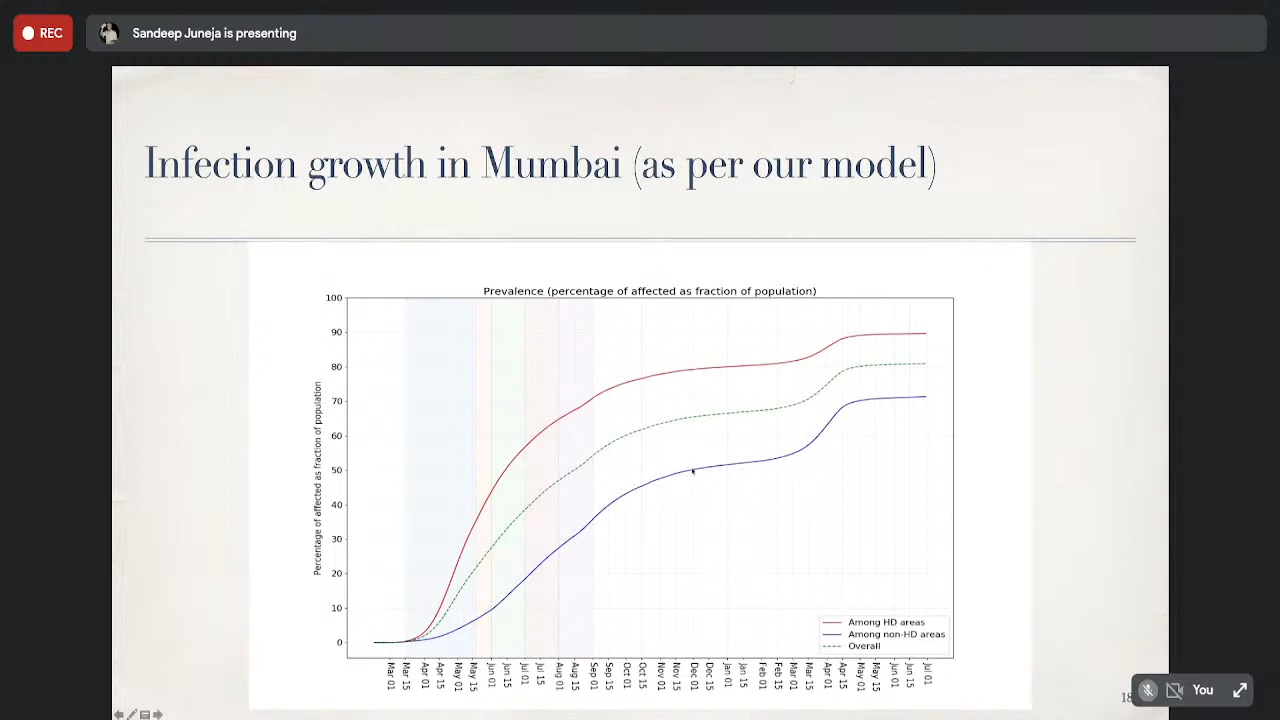 REC
Sandeep Juneja is presenting
Infection growth in Mumbai (as per our model)
Prevalence (percentage of affected as fraction of population)
Percentage of affected as fraction of population
100
90
80
70
60
50
40
30
20
10
0
Among HD areas
Among non-HD areas
Overall
Mar 01
Mar 15
Apr 01
Apr 15
May 01
May 15
Jun 01
Jun 15
Jul 01
Jul 15
Aug 01
Aug 15
Sep 01
Sep 15
Oct 01
Oct 15
Nov 01
Nov 15
Dec 01
Dec 15
Jan 01
Jan 15
Feb 01
Feb 15
Mar 01
Mar 15
Apr 01
Apr 15
May 01
May 15
Jun 01
Jun 15
Jul 01
You